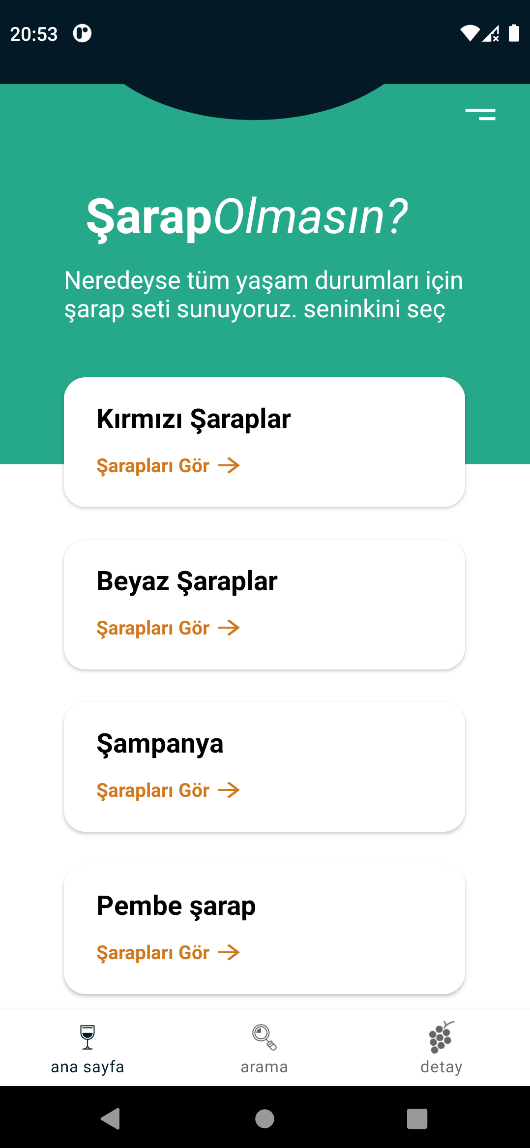 20:53
ŞarapOlmasın?
Neredeyse tüm yaşam durumları için
şarap seti sunuyoruz. seninkini seç
Kırmızı Şaraplar
Şarapları Gör
Beyaz Şaraplar
Şarapları Gör
Şampanya
Şarapları Gör
Pembe şarap
Şarapları Gör
ana sayfa
arama
detay